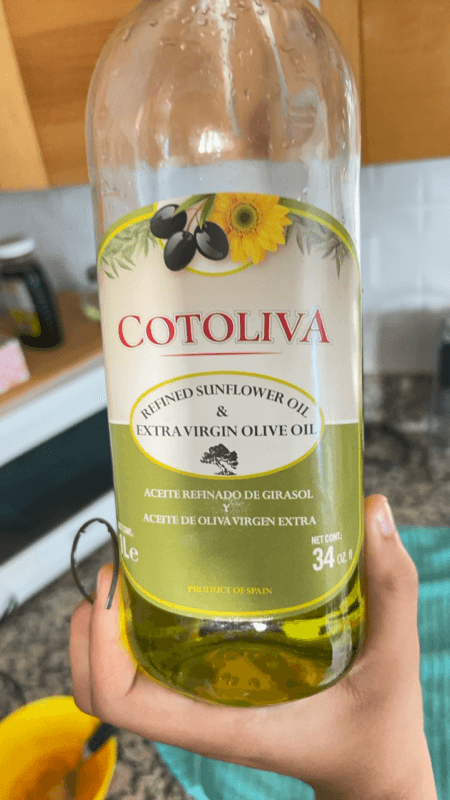 COTOLIVA
REFINED SUNFLOWER OIL
&
EXTRA VIRGIN OLIVE OIL
ACEITE REFINADO DE GIRASOL
Y
ACEITE DE OLIVA VIRGEN EXTRA
NET CONT.
34 OZ.
PRODUCT OF SPAIN